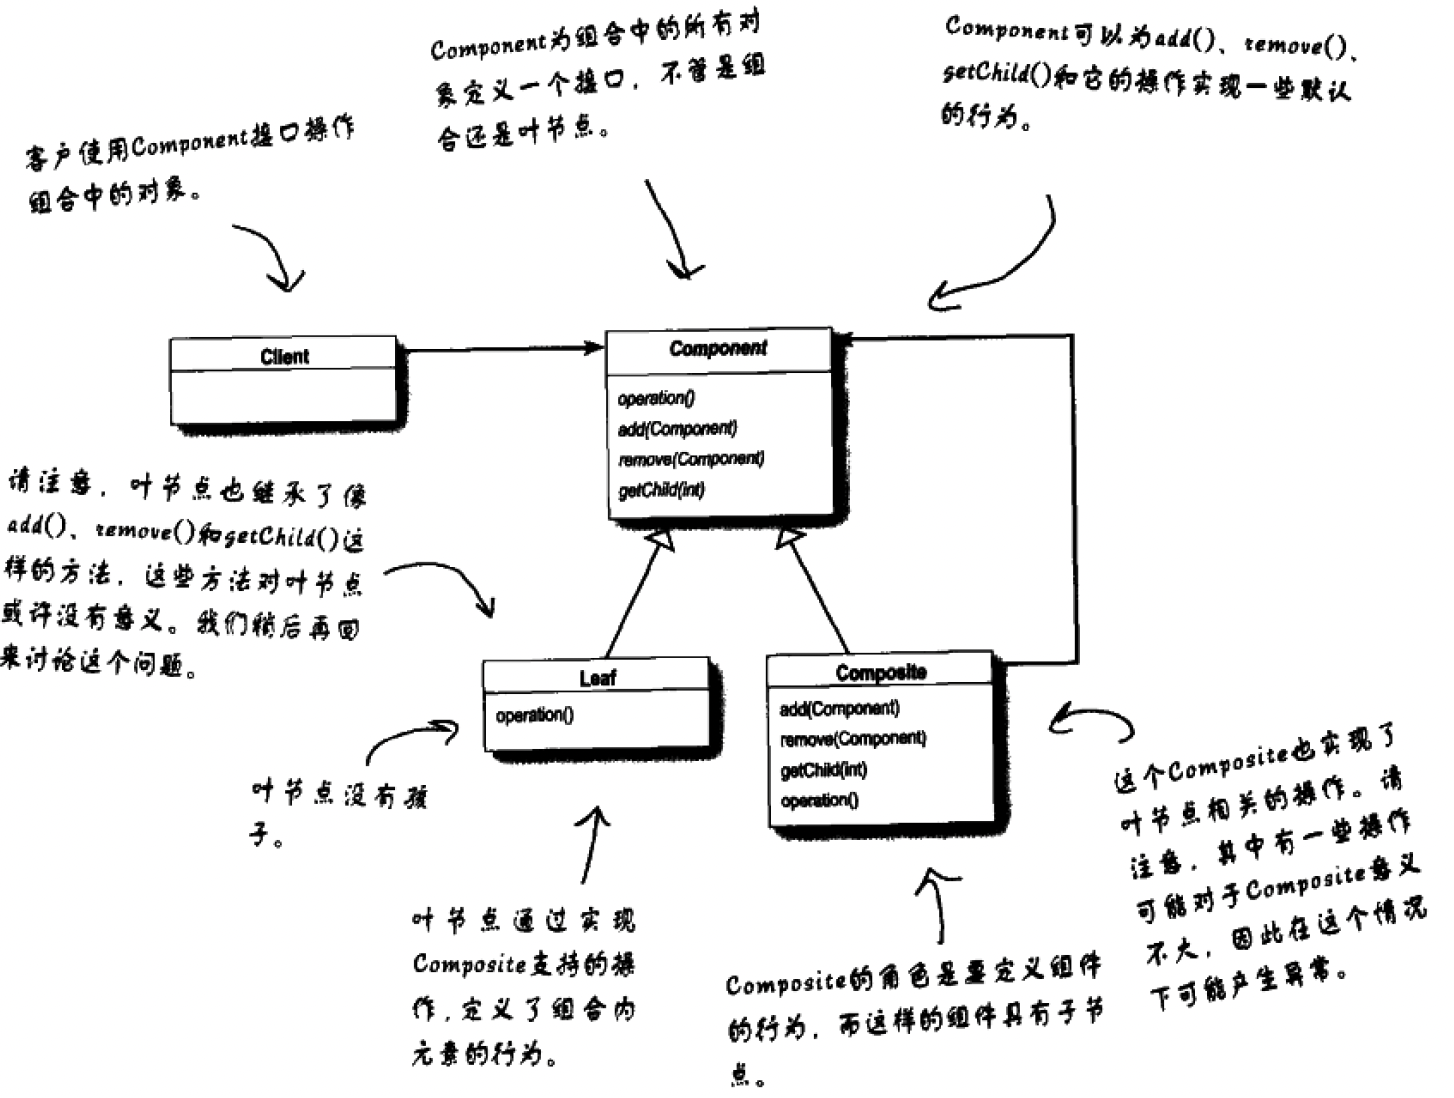 Component为组合中的所有对
象定义一个接口，不管是组
合还是叶节点。
Component可以为add()、remove()、
getChild()和它的操作实现一些默认
的行为。
客户使用Component接口操作
组合中的对象。
Client
Component
operation()
add(Component)
remove(Component)
getChild(int)
请注意，叶节点也继承了像
add()、remove()和getChild()这
样的方法，这些方法对叶节点
或许没有意义。我们稍后再回
来讨论这个问题。
Leaf
operation()
Composite
add(Component)
remove(Component)
getChild(int)
operation()
叶节点没有孩
子。
这个Composite也实现了
叶节点相关的操作。请
注意，其中有一些操作
可能对于Composite意义
不大，因此在这个情况
下可能产生异常。
叶节点通过实现
Composite支持的操
作，定义了组合内
元素的行为。
Composite的角色是要定义组件
的行为，而这样的组件具有子节
点。